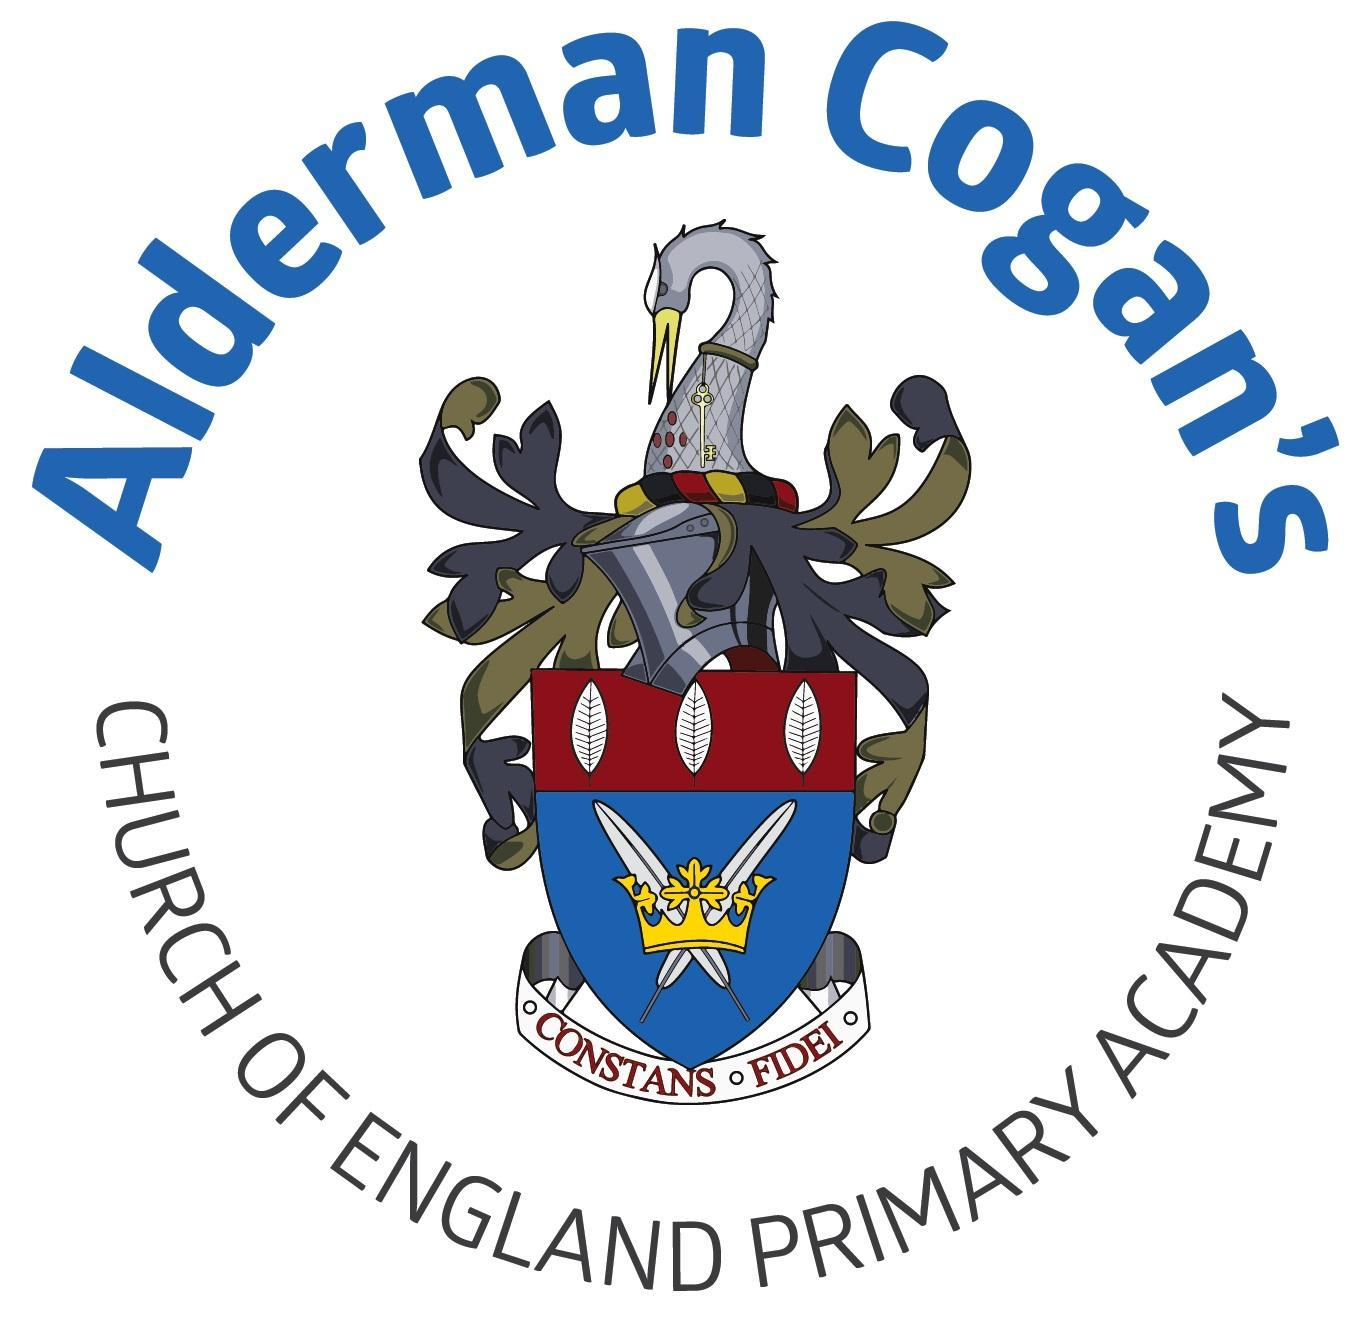 Alderman Cogan's
CONSTANS FIDEI
CHURCH OF ENGLAND PRIMARY ACADEMY